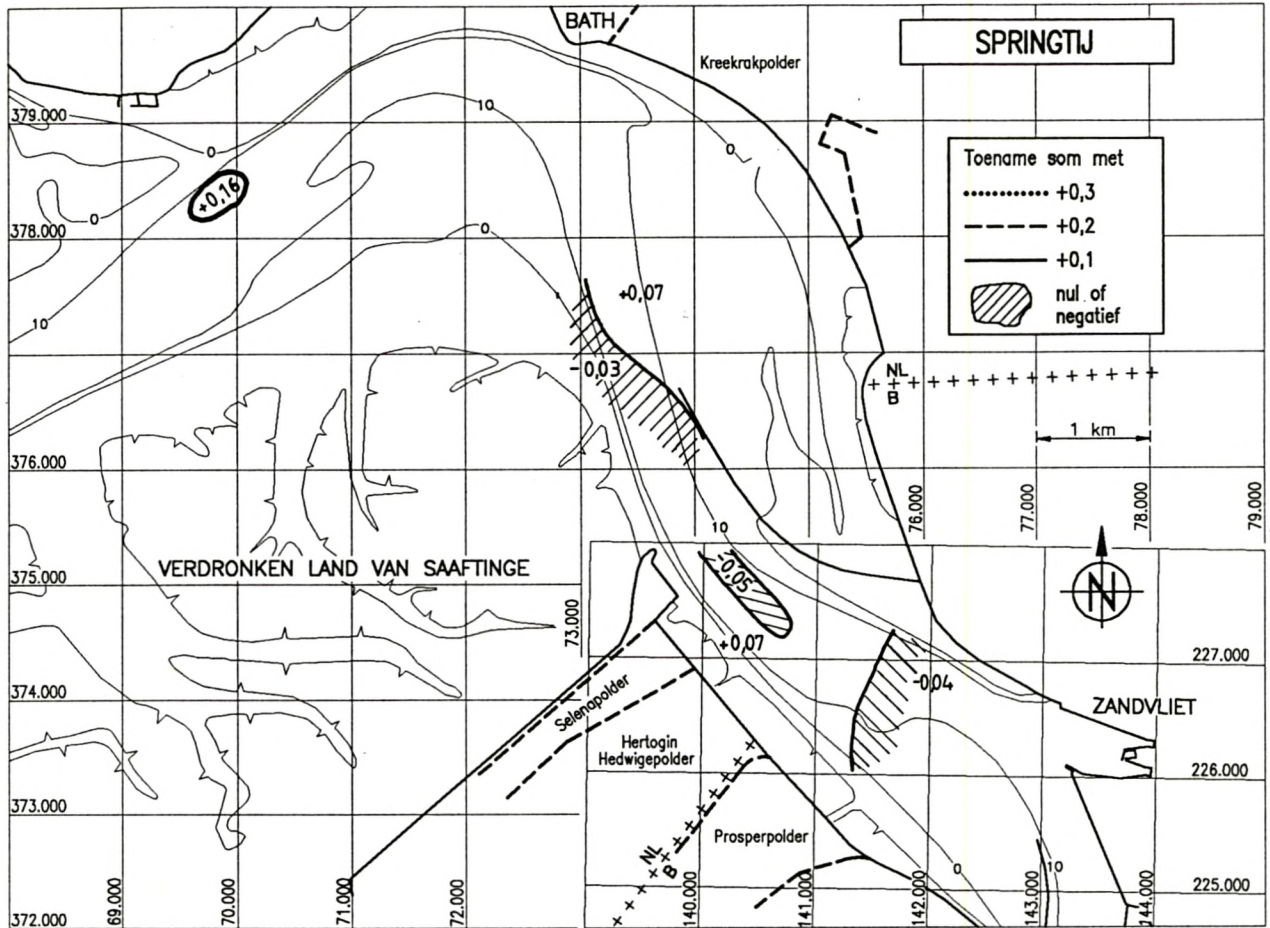 BATH
SPRINGTIJ
Kreekrakpolder
10
379.000
0
0
Toename som met
+0,3
+0,2
+0,1
nul of
negatief
+0,16
0
378.000
0
+0,07
10
-0,03
NL
B
1 km
376.000
76.000
77.000
78.000
79.000
10
VERDRONKEN LAND VAN SAAFTINGE
375.000
-0,05
73.000
+0,07
227.000
-0,04
374.000
Selenapolder
ZANDVLIET
Hertogin
Hedwigepolder
226.000
373.000
Prosperpolder
NL
B
0
10
225.000
372.000
69.000
70.000
71.000
72.000
140.000
141.000
142.000
143.000
144.000
N